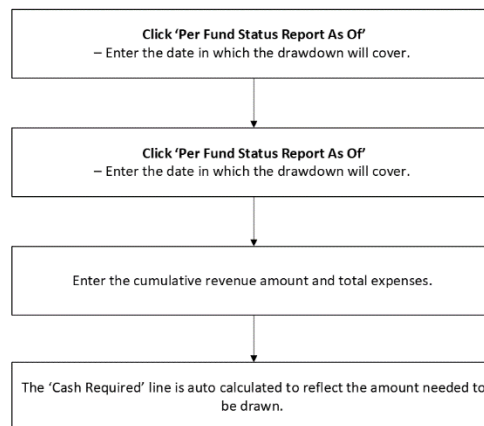 Click ‘Per Fund Status Report As Of’
– Enter the date in which the drawdown will cover.
Click ‘Per Fund Status Report As Of’
– Enter the date in which the drawdown will cover.
Enter the cumulative revenue amount and total expenses.
The ‘Cash Required’ line is auto calculated to reflect the amount needed to
be drawn.